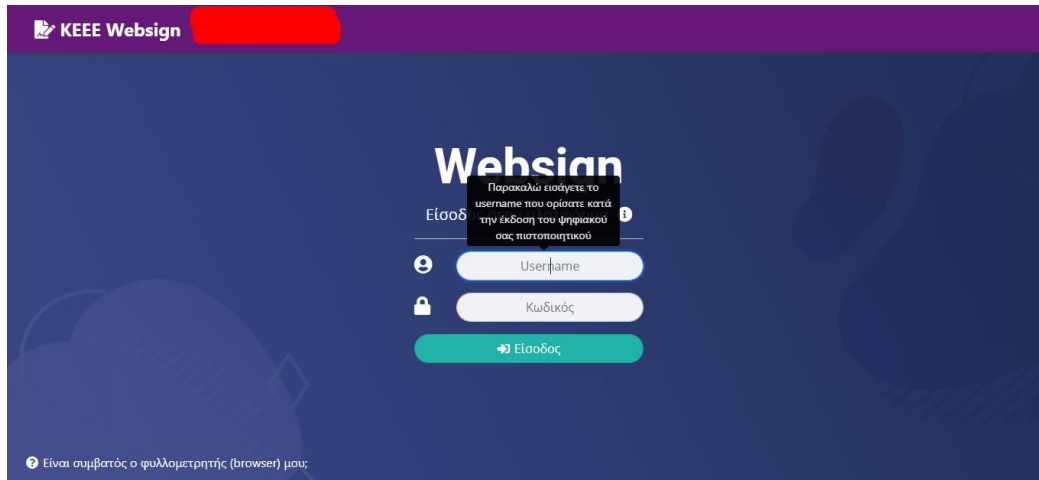 KEEE Websign
Websign
Παρακαλώ εισάγετε το
username που ορίσατε κατά
την έκδοση του ψηφιακού
σας πιστοποιητικού
Είσοδ
Username
Κωδικός
Είσοδος
Είναι συμβατός ο φυλλομετρητής (browser) μου;